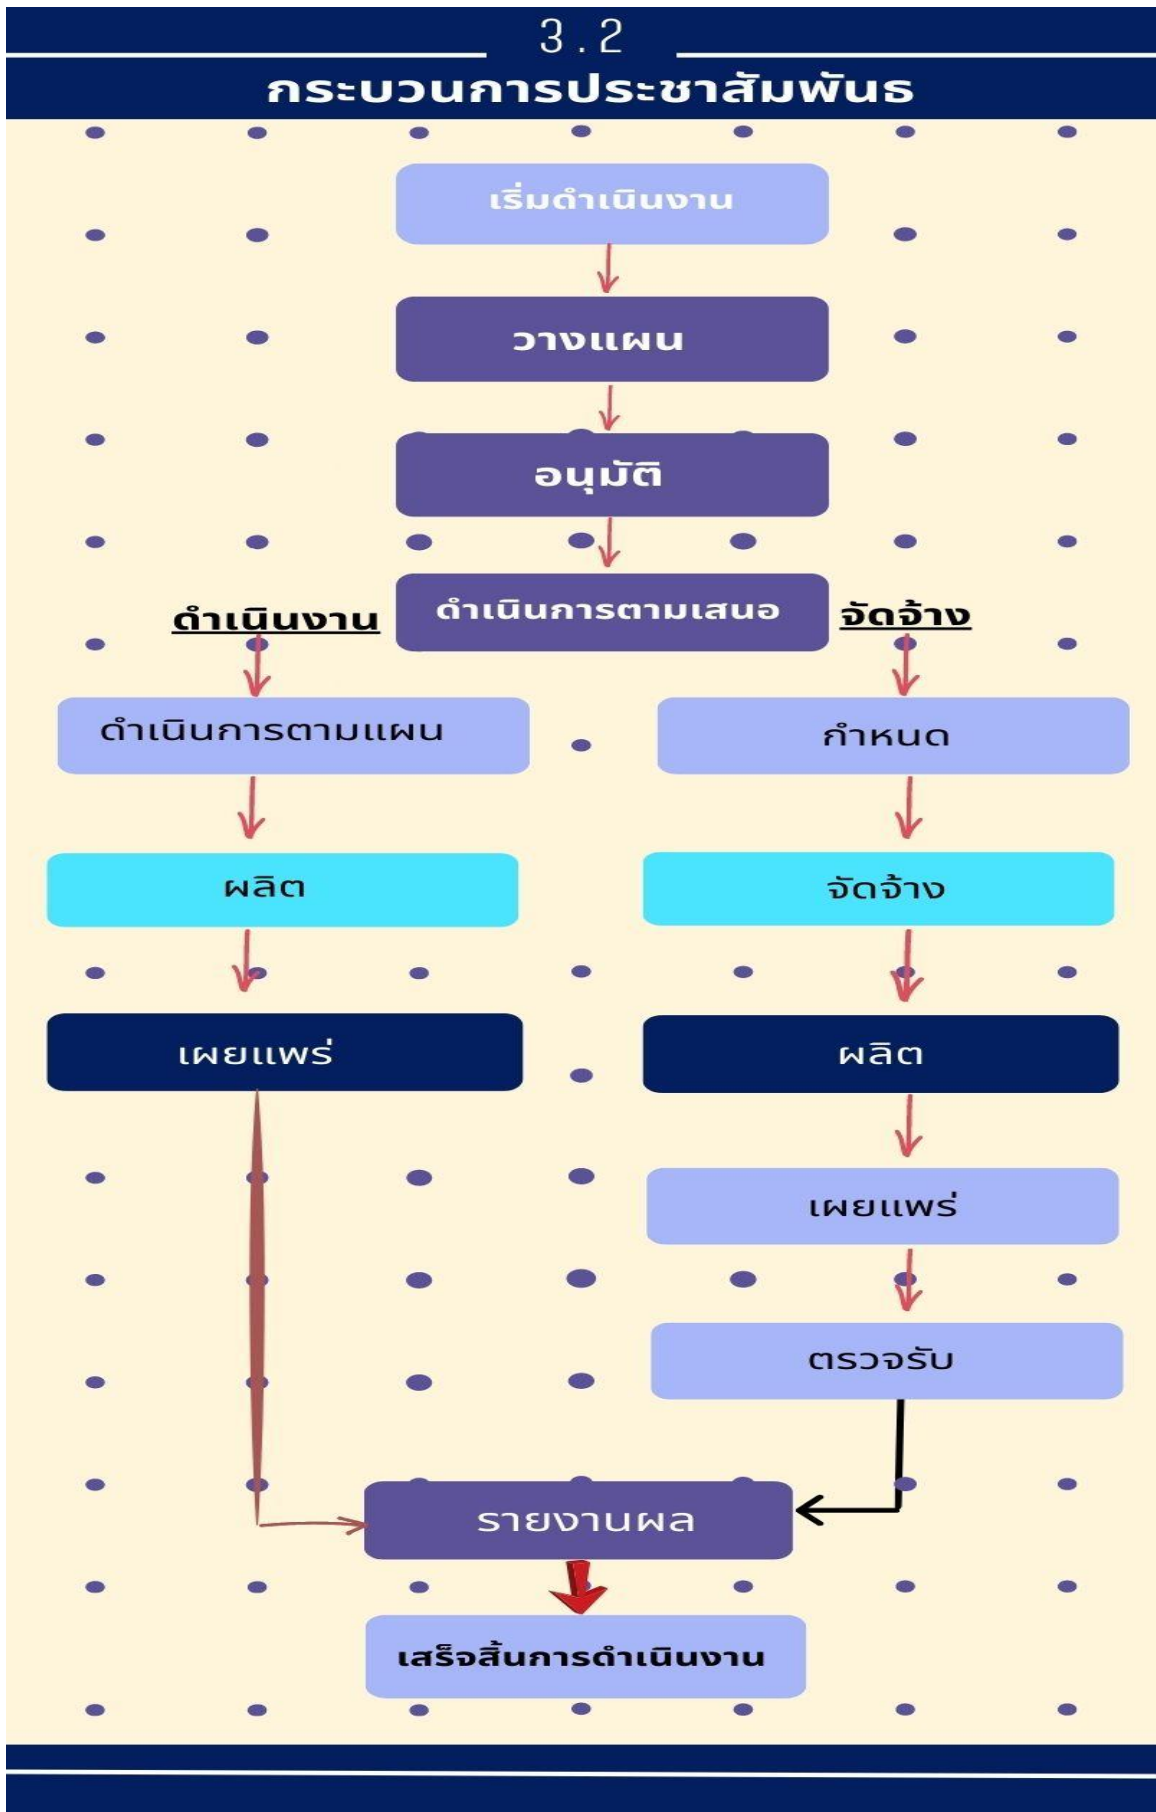 3.2
กระบวนการประชาสัมพันธ
เริ่มดำเนินงาน
วางแผน
อนุมัติ
ดำเนินงาน
ดำเนินการตามเสนอ
จัดจ้าง
ดำเนินการตามแผน
กำหนด
ผลิต
จัดจ้าง
เผยแพร่
ผลิต
เผยแพร่
ตรวจรับ
รายงานผล
เสร็จสิ้นการดำเนินงาน